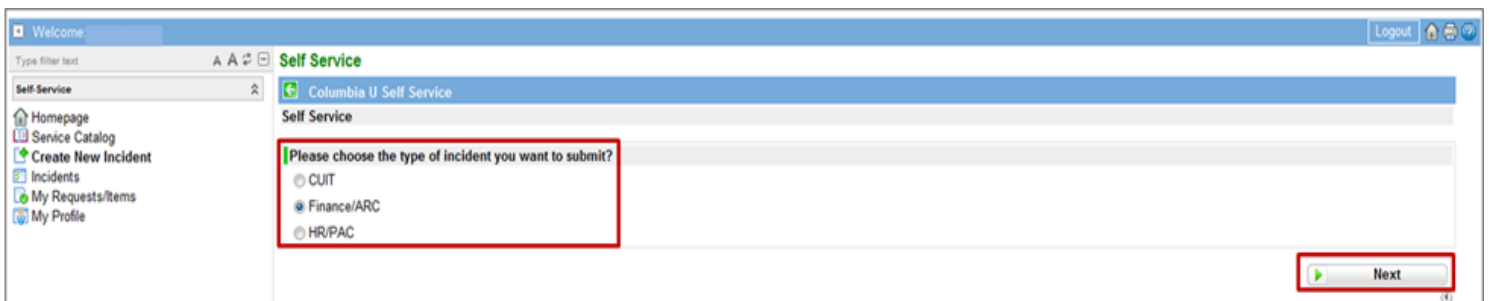 Welcome
Logout
Type filter text
A A
Self Service
Self-Service
Columbia U Self Service
Homepage
Self Service
Service Catalog
Create New Incident
Please choose the type of incident you want to submit?
Incidents
CUIT
My Requests/Items
Finance/ARC
My Profile
HR/PAC
Next